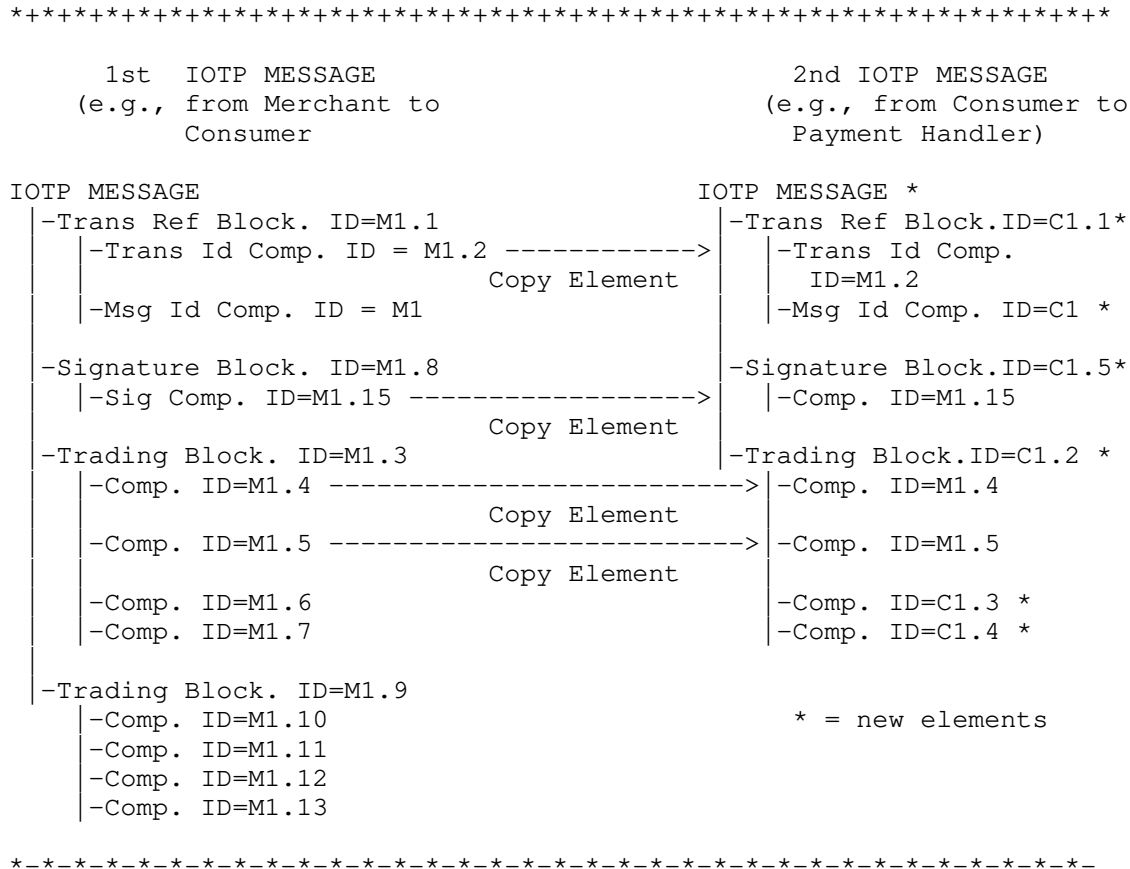 *+*+*+*+*+*+*+*+*+*+*+*+*+*+*+*+*+*+*+*+*+*+*+*+*+*+*+*+*+*+*+*+*+*+*
1st  IOTP MESSAGE                          2nd IOTP MESSAGE
(e.g., from Merchant to                    (e.g., from Consumer to
Consumer                            Payment Handler)
IOTP MESSAGE                               IOTP MESSAGE *
|-Trans Ref Block. ID=M1.1                 |-Trans Ref Block.ID=C1.1*
|  |-Trans Id Comp. ID = M1.2 ------------>|  |-Trans Id Comp.
|  |                         Copy Element  |  |  ID=M1.2
|  |-Msg Id Comp. ID = M1                  |  |-Msg Id Comp. ID=C1 *
|                                          |
|-Signature Block. ID=M1.8                 |-Signature Block.ID=C1.5*
|  |-Sig Comp. ID=M1.15 ------------------>|  |-Comp. ID=M1.15
|                            Copy Element  |
|-Trading Block. ID=M1.3                   |-Trading Block.ID=C1.2 *
|  |-Comp. ID=M1.4 -------------------------->|-Comp. ID=M1.4
|  |                         Copy Element     |
|  |-Comp. ID=M1.5 -------------------------->|-Comp. ID=M1.5
|  |                         Copy Element     |
|  |-Comp. ID=M1.6                            |-Comp. ID=C1.3 *
|  |-Comp. ID=M1.7                            |-Comp. ID=C1.4 *
|
|-Trading Block. ID=M1.9
|-Comp. ID=M1.10                             * = new elements
|-Comp. ID=M1.11
|-Comp. ID=M1.12
|-Comp. ID=M1.13
*-*-*-*-*-*-*-*-*-*-*-*-*-*-*-*-*-*-*-*-*-*-*-*-*-*-*-*-*-*-*-*-*-*-